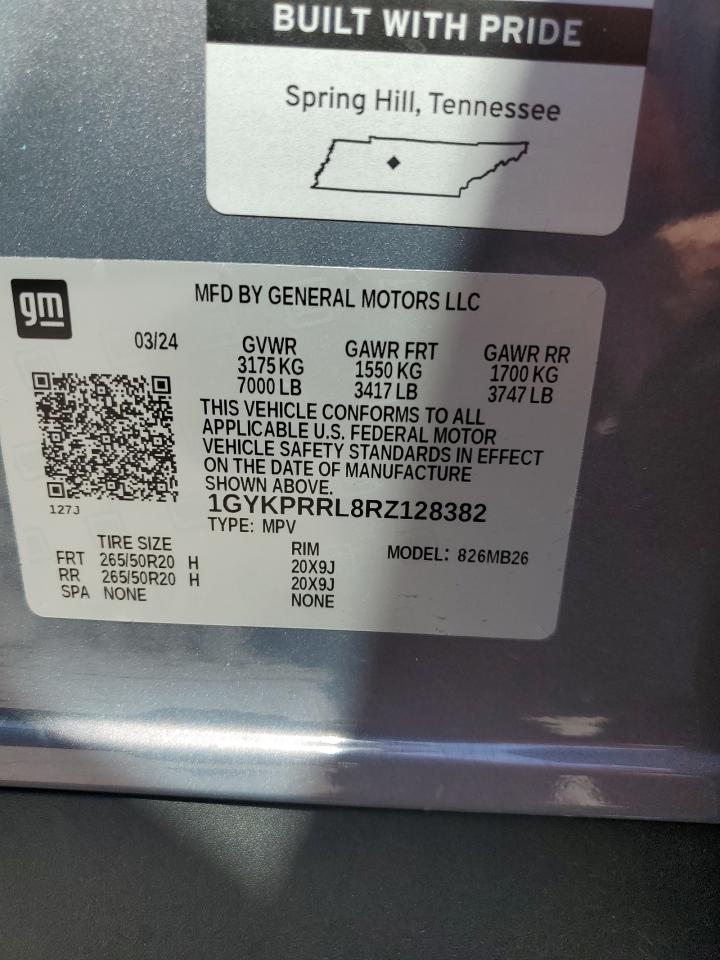 BUILT WITH PRIDE
Spring Hill, Tennessee
gm
MFD BY GENERAL MOTORS LLC
03/24 GVWR GAWR FRT GAWR RR
3175 KG 1550 KG 1700 KG
7000 LB 3417 LB 3747 LB
THIS VEHICLE CONFORMS TO ALL
APPLICABLE U.S. FEDERAL MOTOR
VEHICLE SAFETY STANDARDS IN EFFECT
ON THE DATE OF MANUFACTURE
SHOWN ABOVE.
127J
1GYKPRRL8RZ128382
TYPE: MPV
TIRE SIZE RIM MODEL: 826MB26
FRT 265/50R20 H 20X9J
RR 265/50R20 H 20X9J
SPA NONE NONE